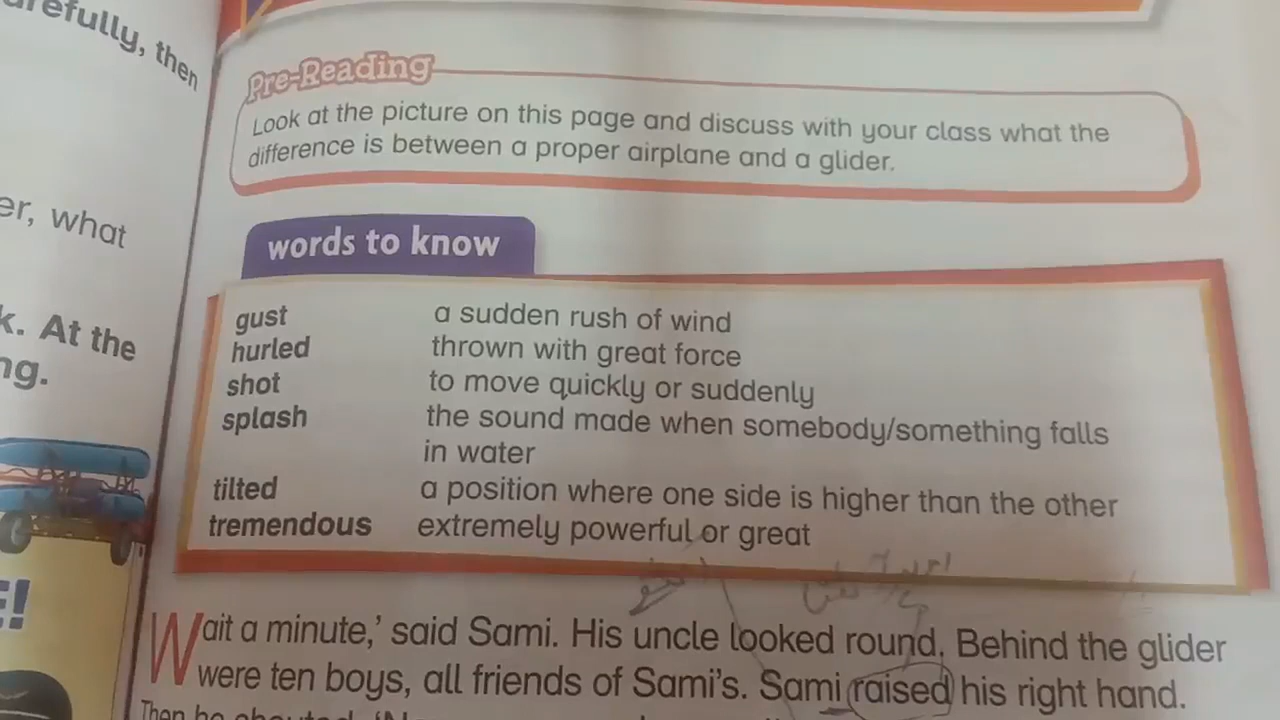 arefully, then
er, what
k. At the
ng.
E!
Pre-Reading
Look at the picture on this page and discuss with your class what the
difference is between a proper airplane and a glider.
words to know
gust a sudden rush of wind
hurled thrown with great force
shot to move quickly or suddenly
splash the sound made when somebody/something falls
in water
tilted a position where one side is higher than the other
tremendous extremely powerful or great
Wait a minute,' said Sami. His uncle looked round. Behind the glider
were ten boys, all friends of Sami's. Sami raised his right hand.
Then he shouted, 'N